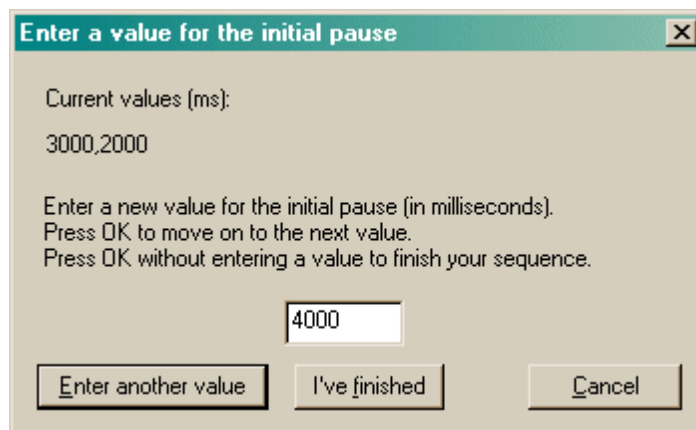 Enter a value for the initial pause
Current values (ms):
3000,2000
Enter a new value for the initial pause (in milliseconds).
Press OK to move on to the next value.
Press OK without entering a value to finish your sequence.
4000
Enter another value
I've finished
Cancel